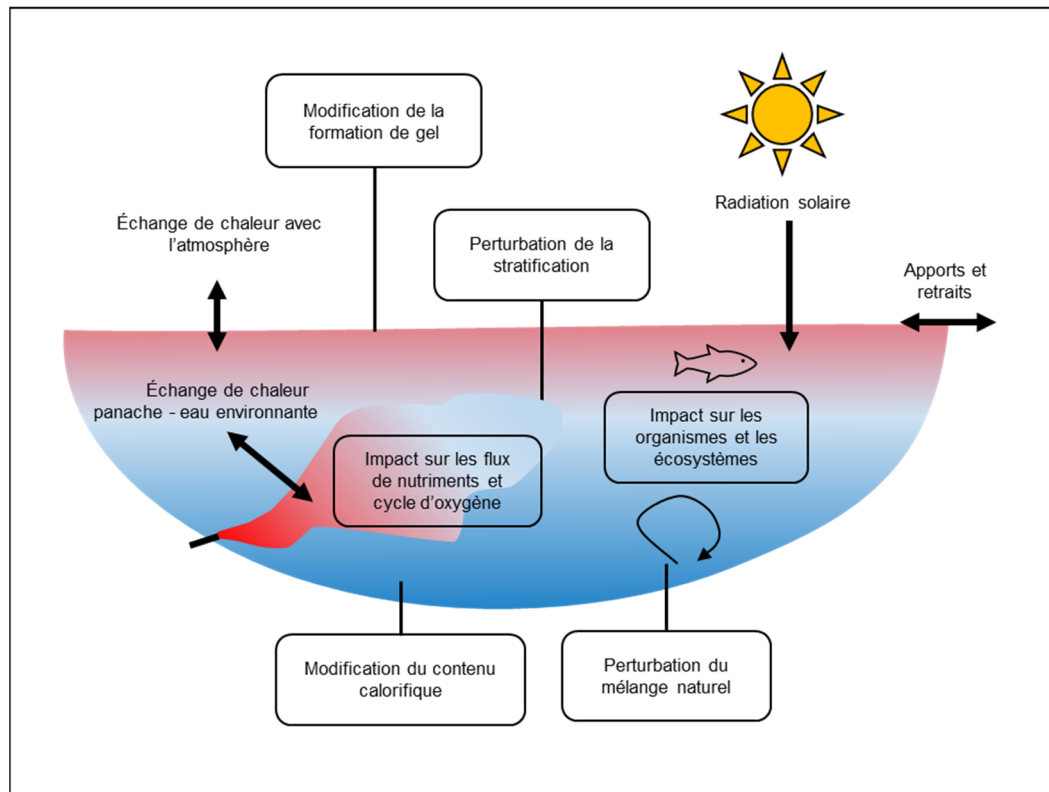 Modification de la
formation de gel
Radiation solaire
Échange de chaleur avec
l'atmosphère
Perturbation de la
stratification
Apports et
retraits
Échange de chaleur
panache - eau environnante
Impact sur les
organismes et les
écosystèmes
Impact sur les flux
de nutriments et
cycle d'oxygène
Modification du contenu
calorifique
Perturbation du
mélange naturel